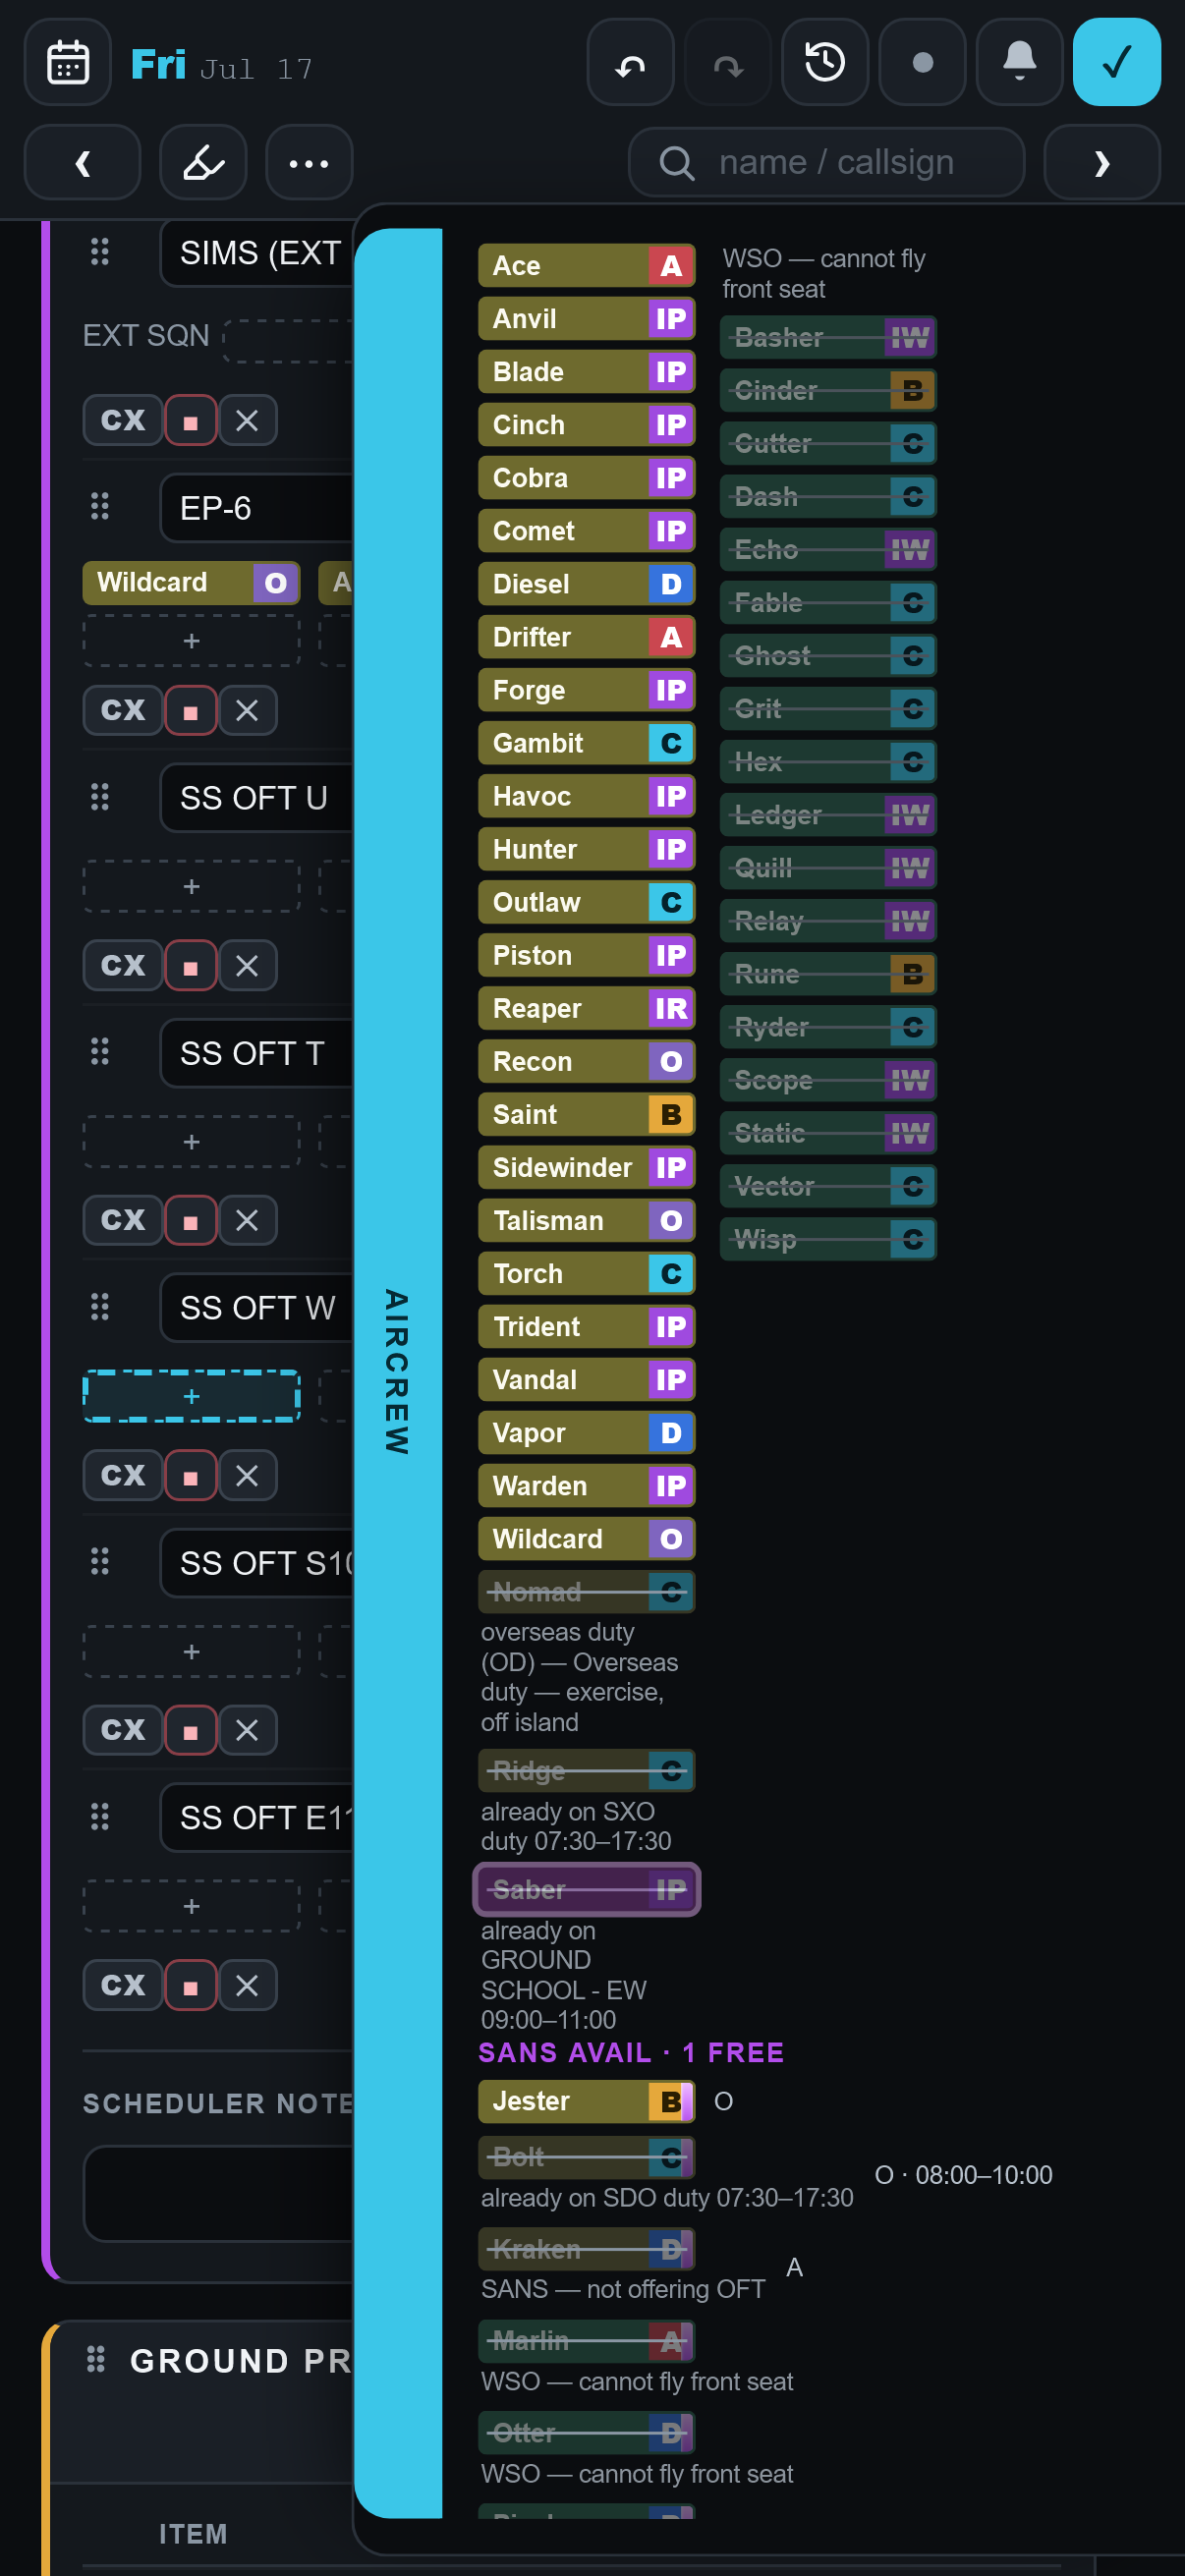 Fri Jul 17
name / callsign
SIMS (EXT
EXT SQN
CX
EP-6
Wildcard O
A
+
CX
SS OFT U
+
CX
SS OFT T
+
CX
SS OFT W
+
CX
SS OFT S10
+
CX
SS OFT E11
+
CX
SCHEDULER NOTE
GROUND PR
ITEM
AIRCREW
Ace A
Anvil IP
Blade IP
Cinch IP
Cobra IP
Comet IP
Diesel D
Drifter A
Forge IP
Gambit C
Havoc IP
Hunter IP
Outlaw C
Piston IP
Reaper IR
Recon O
Saint B
Sidewinder IP
Talisman O
Torch C
Trident IP
Vandal IP
Vapor D
Warden IP
Wildcard O
Nomad C
overseas duty
(OD) — Overseas
duty — exercise,
off island
Ridge C
already on SXO
duty 07:30–17:30
Saber IP
already on
GROUND
SCHOOL - EW
09:00–11:00
WSO — cannot fly
front seat
Basher IW
Cinder B
Cutter C
Dash C
Echo IW
Fable C
Ghost C
Grit C
Hex C
Ledger IW
Quill IW
Relay IW
Rune B
Ryder C
Scope IW
Static IW
Vector C
Wisp C
SANS AVAIL · 1 FREE
Jester B O
Bolt C
already on SDO duty 07:30–17:30
O · 08:00–10:00
Kraken D
SANS — not offering OFT
A
Marlin A
WSO — cannot fly front seat
Otter D
WSO — cannot fly front seat